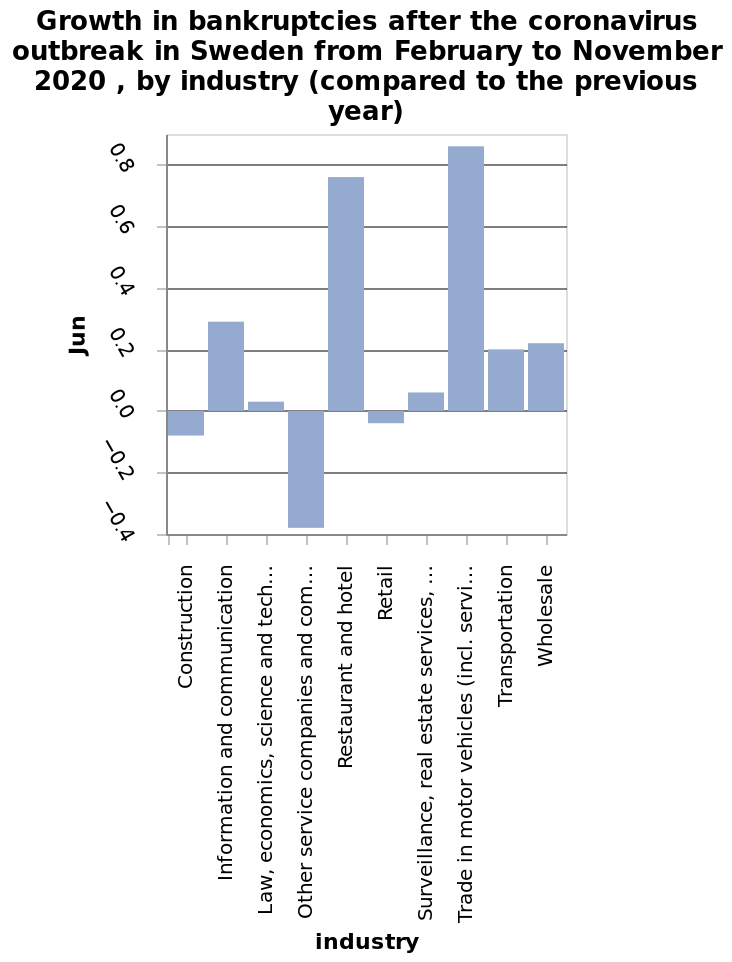 Growth in bankruptcies after the coronavirus
outbreak in Sweden from February to November
2020 , by industry (compared to the previous
year)
0.8
0.6
0.4
0.2
0.0
−0.2
−0.4
Jun
Construction
Information and communication
Law, economics, science and tech…
Other service companies and com…
Restaurant and hotel
Retail
Surveillance, real estate services, …
Trade in motor vehicles (incl. servi…
Transportation
Wholesale
industry